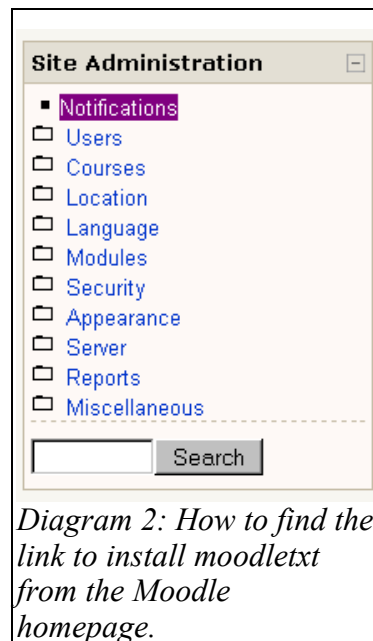 Site Administration
Notifications
Users
Courses
Location
Language
Modules
Security
Appearance
Server
Reports
Miscellaneous
Search
Diagram 2: How to find the
link to install moodletxt
from the Moodle
homepage.